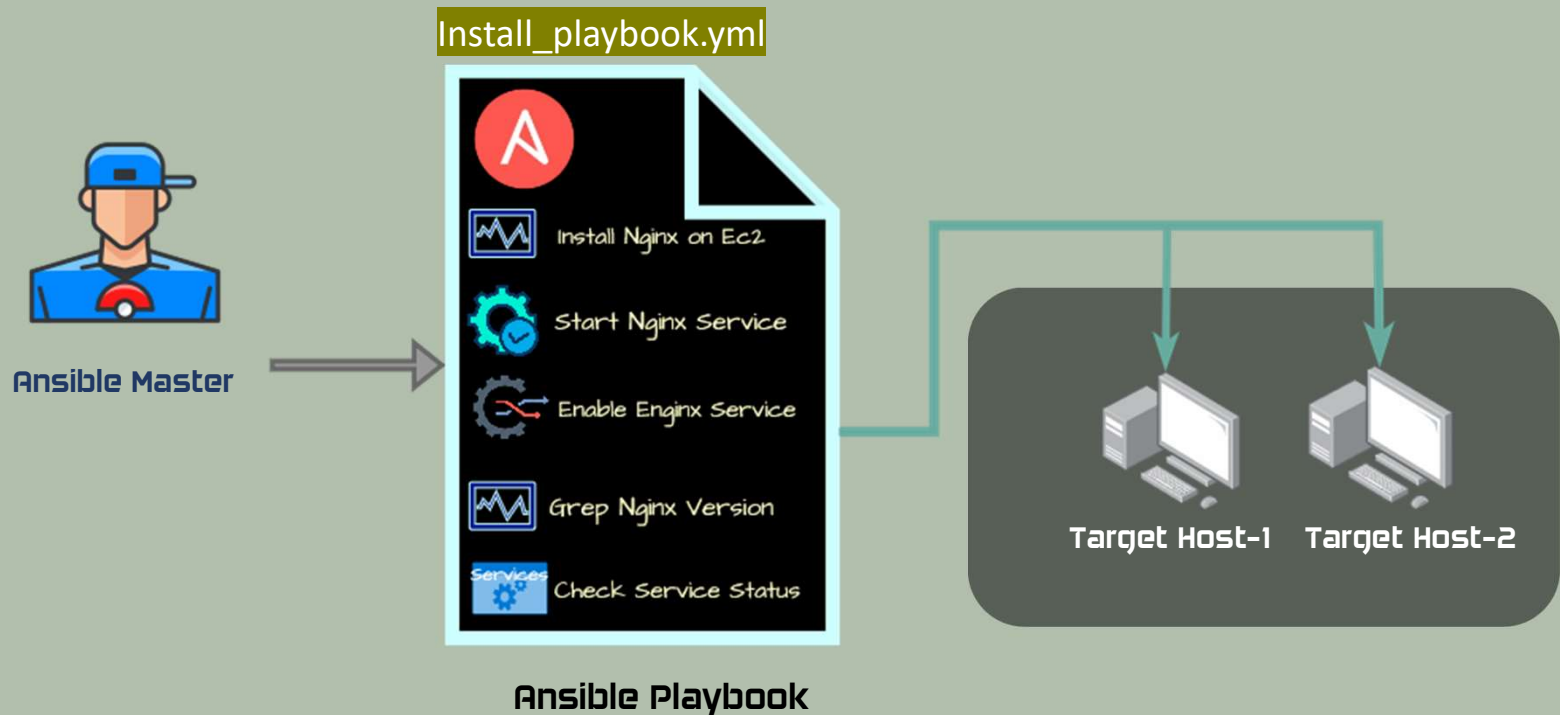 Install_playbook.yml
Install Nginx on Ec2
Start Nginx Service
Enable Enginx Service
Grep Nginx Version
Services
Check Service Status
Ansible Master
Target Host-1
Target Host-2
Ansible Playbook